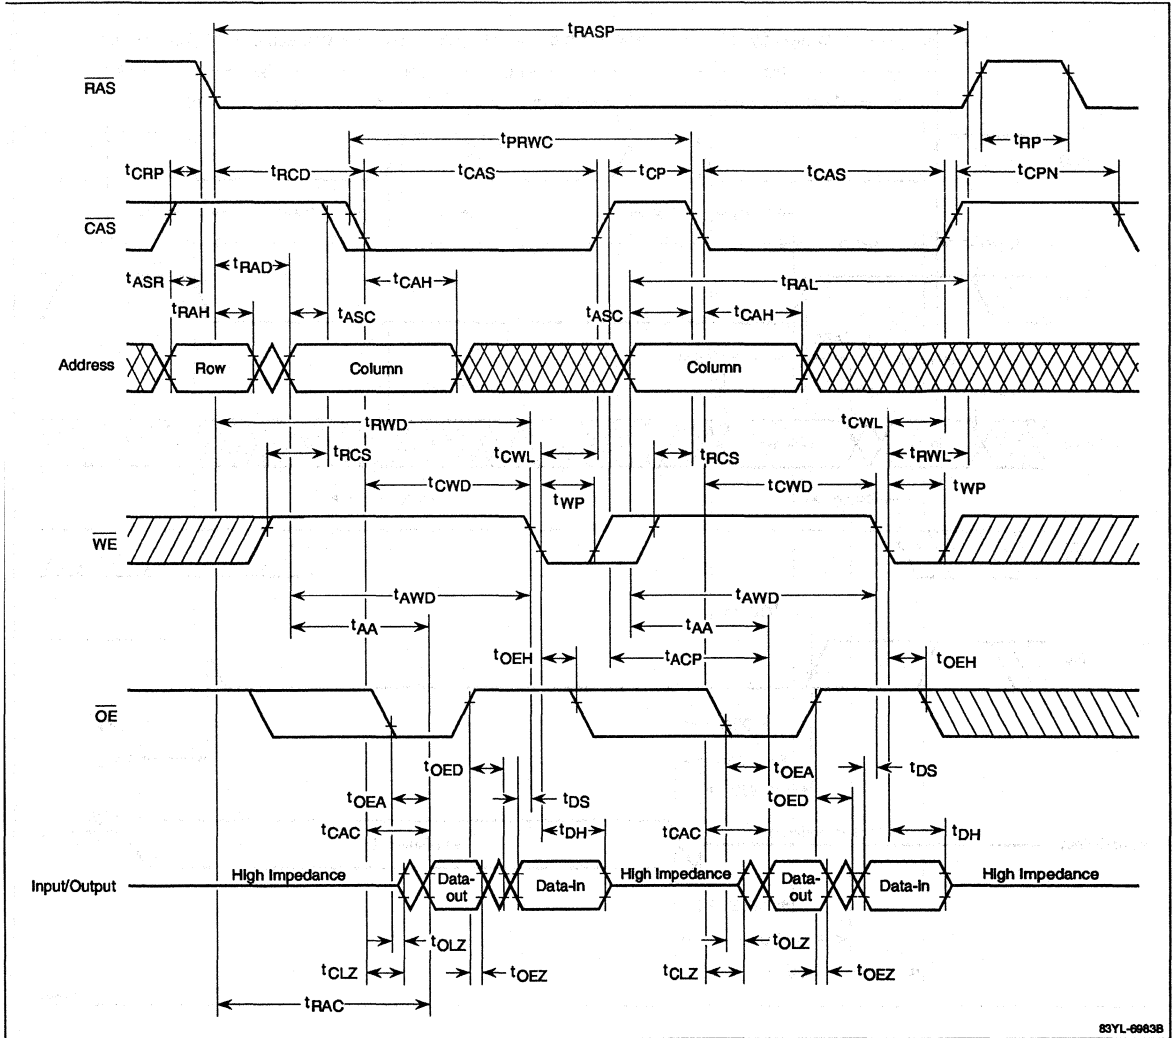 tRASP
RAS
tPRWC
tRP
tCRP
tRCD
tCAS
tCP
tCAS
tCPN
CAS
tRAD
tASR
tCAH
tRAL
tRAH
tASC
tASC
tCAH
Address
Row
Column
Column
tRWD
tCWL
tRCS
tCWL
tRCS
tRWL
tCWD
tWP
tCWD
tWP
WE
tAWD
tAWD
tAA
tAA
tOEH
tACP
tOEH
OE
tOED
tOEA
tDS
tOEA
tDS
tOED
tCAC
tDH
tCAC
tDH
Input/Output
High Impedance
Data-out
Data-in
High Impedance
Data-out
Data-in
High Impedance
tOLZ
tOLZ
tCLZ
tOEZ
tCLZ
tOEZ
tRAC
83YL-6983B